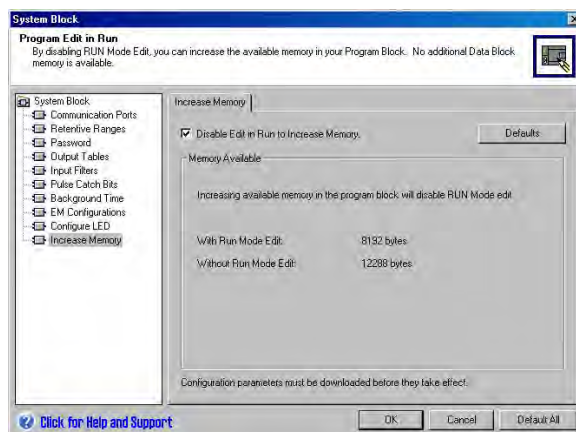 System Block
Program Edit in Run
By disabling RUN Mode Edit, you can increase the available memory in your Program Block. No additional Data Block
memory is available.
System Block
Communication Ports
Retentive Ranges
Password
Output Tables
Input Filters
Pulse Catch Bits
Background Time
EM Configurations
Configure LED
Increase Memory
Increase Memory
Disable Edit in Run to Increase Memory.
Defaults
Memory Available
Increasing available memory in the program block will disable RUN Mode edit
With Run Mode Edit: 8192 bytes
Without Run Mode Edit: 12288 bytes
Configuration parameters must be downloaded before they take effect.
Click for Help and Support
OK
Cancel
Default All